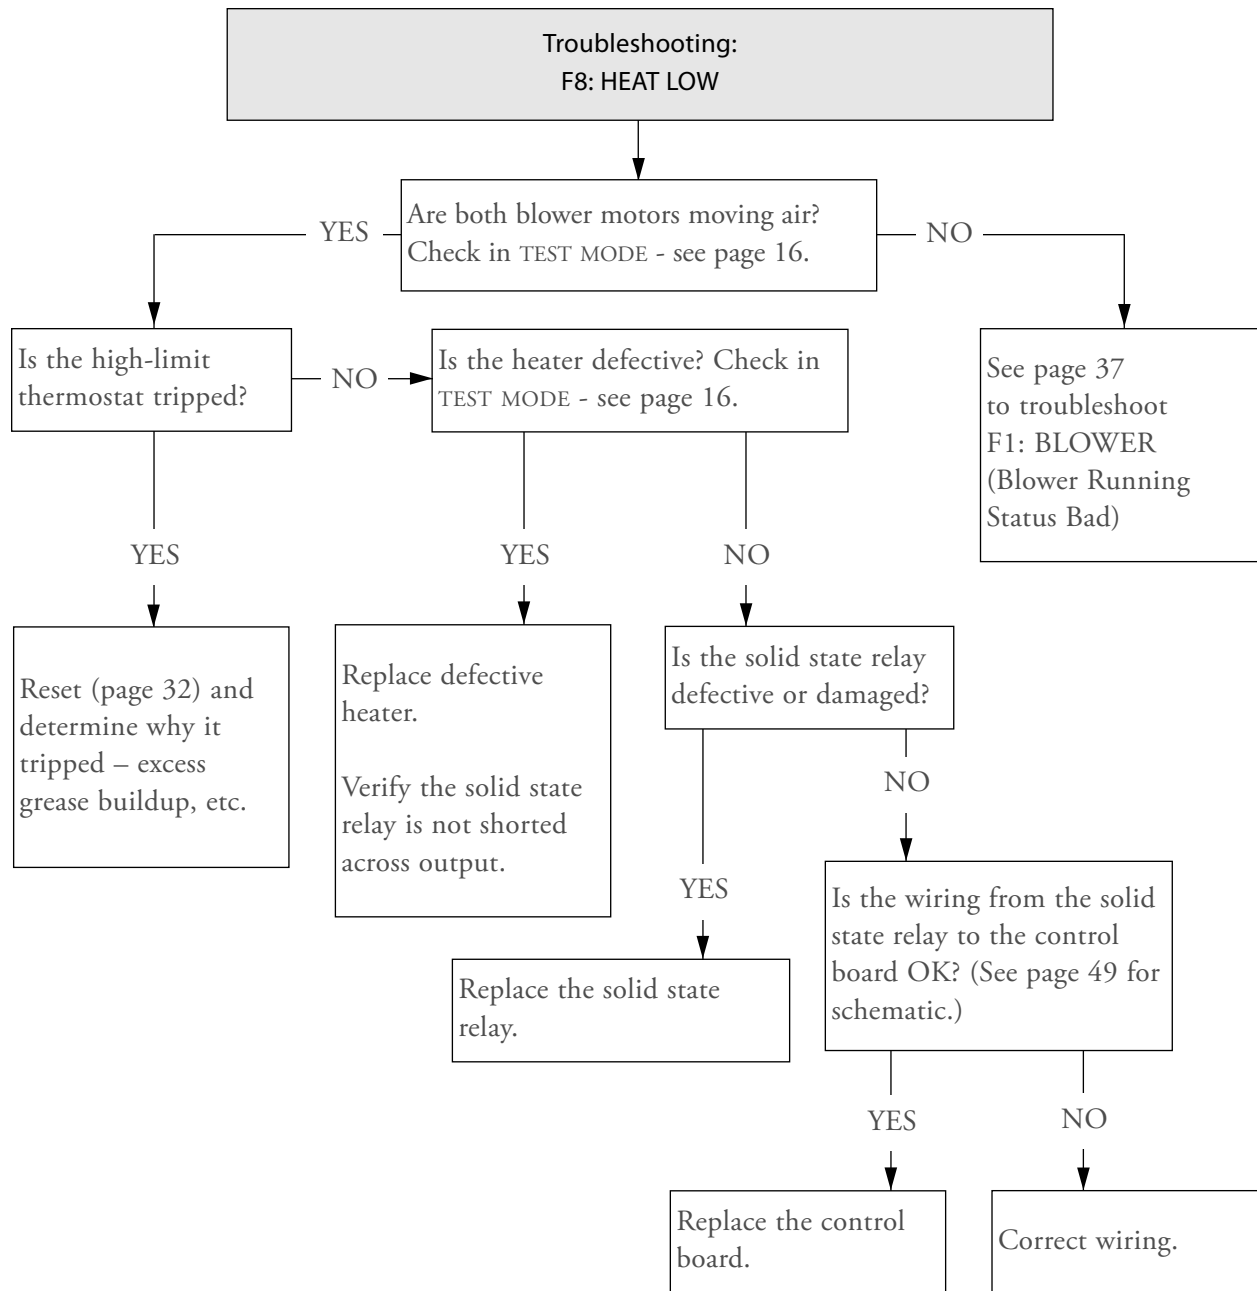 Troubleshooting:
F8: HEAT LOW
Are both blower motors moving air?
Check in TEST MODE - see page 16.
YES
NO
Is the high-limit
thermostat tripped?
NO
Is the heater defective? Check in
TEST MODE - see page 16.
See page 37
to troubleshoot
F1: BLOWER
(Blower Running
Status Bad)
YES
YES
NO
Reset (page 32) and
determine why it
tripped – excess
grease buildup, etc.
Replace defective
heater.
Verify the solid state
relay is not shorted
across output.
Is the solid state relay
defective or damaged?
YES
NO
Replace the solid state
relay.
Is the wiring from the solid
state relay to the control
board OK? (See page 49 for
schematic.)
YES
NO
Replace the control
board.
Correct wiring.